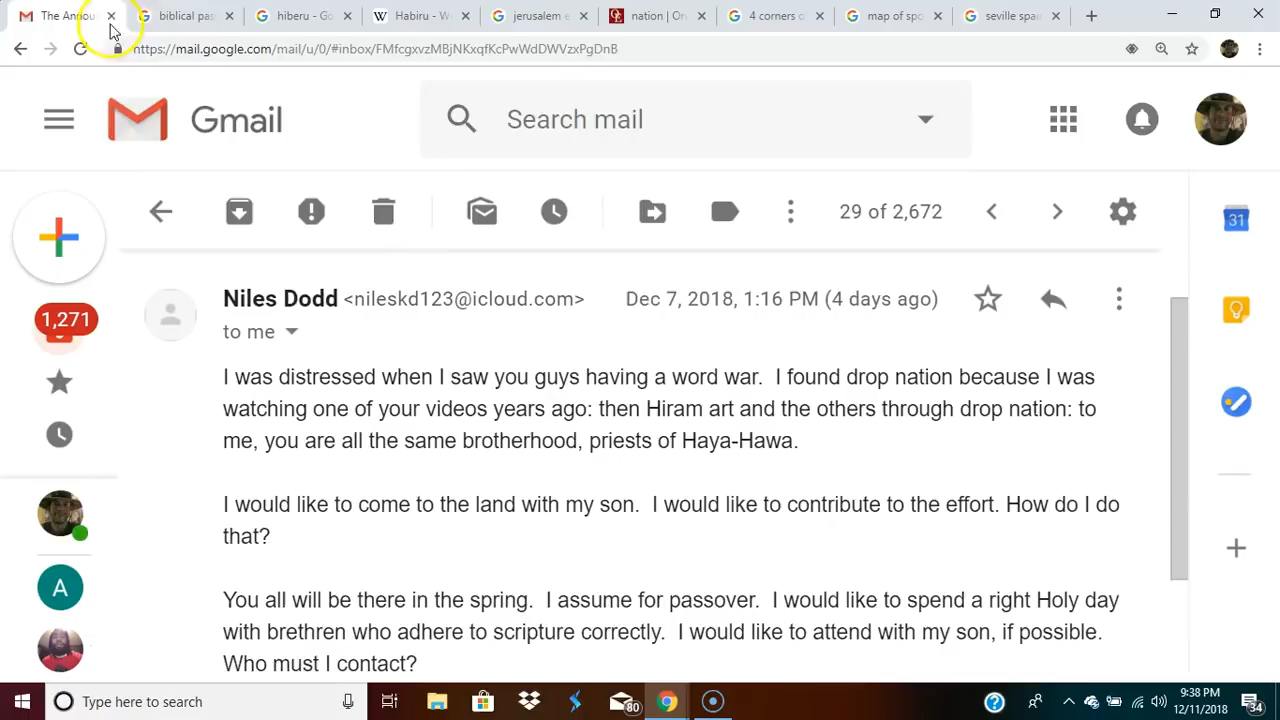 The Annou
biblical pas
hiberu - Go
Habiru - W
jerusalem e
nation | O
4 corners c
map of spo
seville spai
https://mail.google.com/mail/u/0/#inbox/FMfcgxvzMBjNKxqfKcPwWdDWVzxPgDnB
Gmail
Search mail
29 of 2,672
31
Niles Dodd <nileskd123@icloud.com>
Dec 7, 2018, 1:16 PM (4 days ago)
1,271
to me
I was distressed when I saw you guys having a word war. I found drop nation because I was
watching one of your videos years ago: then Hiram art and the others through drop nation: to
me, you are all the same brotherhood, priests of Haya-Hawa.
I would like to come to the land with my son. I would like to contribute to the effort. How do I do
that?
A
You all will be there in the spring. I assume for passover. I would like to spend a right Holy day
with brethren who adhere to scripture correctly. I would like to attend with my son, if possible.
Who must I contact?
Type here to search
80
9:38 PM
12/11/2018
34